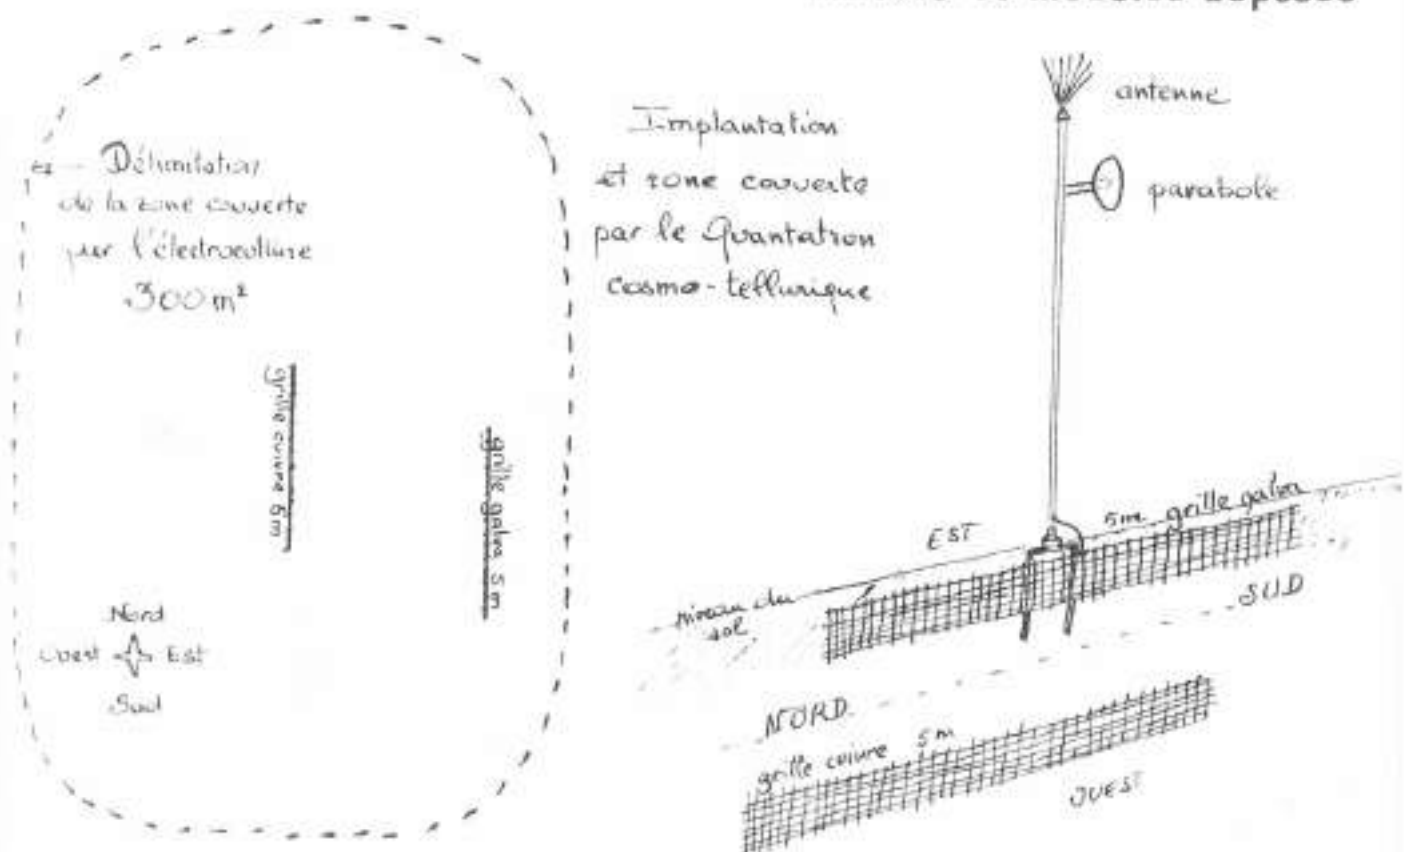 Délimitation
de la zone couverte
par l'électroculture
300 m²
grille cuivre 5m
grille galva 5m
Nord
Ouest Est
Sud
Implantation
et zone couverte
par le Quantatron
cosmo-tellurique
antenne
parabole
EST
5m grille galva
niveau du
sol
SUD
NORD
grille cuivre 5m
OUEST